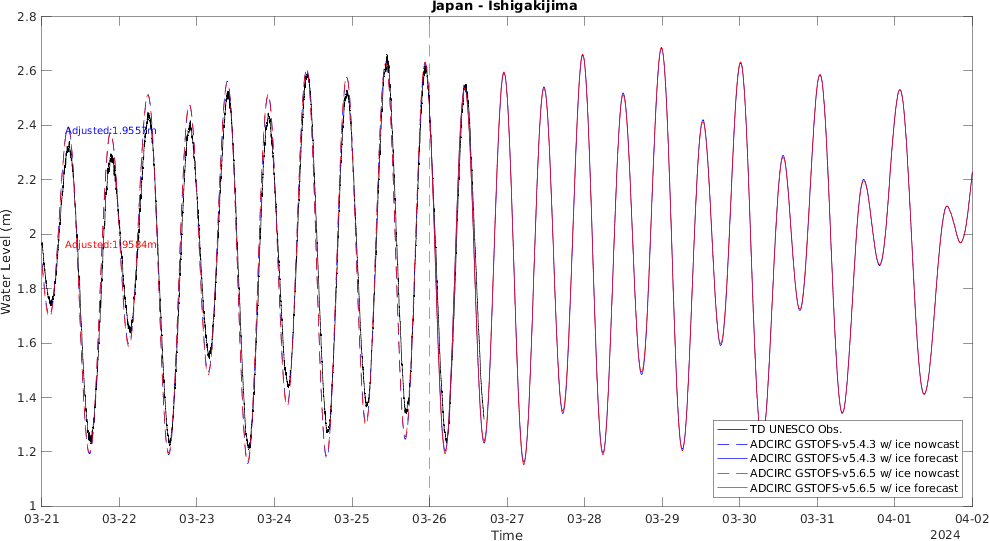 Japan - Ishigakijima
2.8
2.6
2.4
2.2
2
1.8
1.6
1.4
1.2
1
Water Level (m)
Adjusted:1.9557m
Adjusted:1.9584m
TD UNESCO Obs.
ADCIRC GSTOFS-v5.4.3 w/ ice nowcast
ADCIRC GSTOFS-v5.4.3 w/ ice forecast
ADCIRC GSTOFS-v5.6.5 w/ ice nowcast
ADCIRC GSTOFS-v5.6.5 w/ ice forecast
03-21 03-22 03-23 03-24 03-25 03-26 03-27 03-28 03-29 03-30 03-31 04-01 04-02
Time
2024